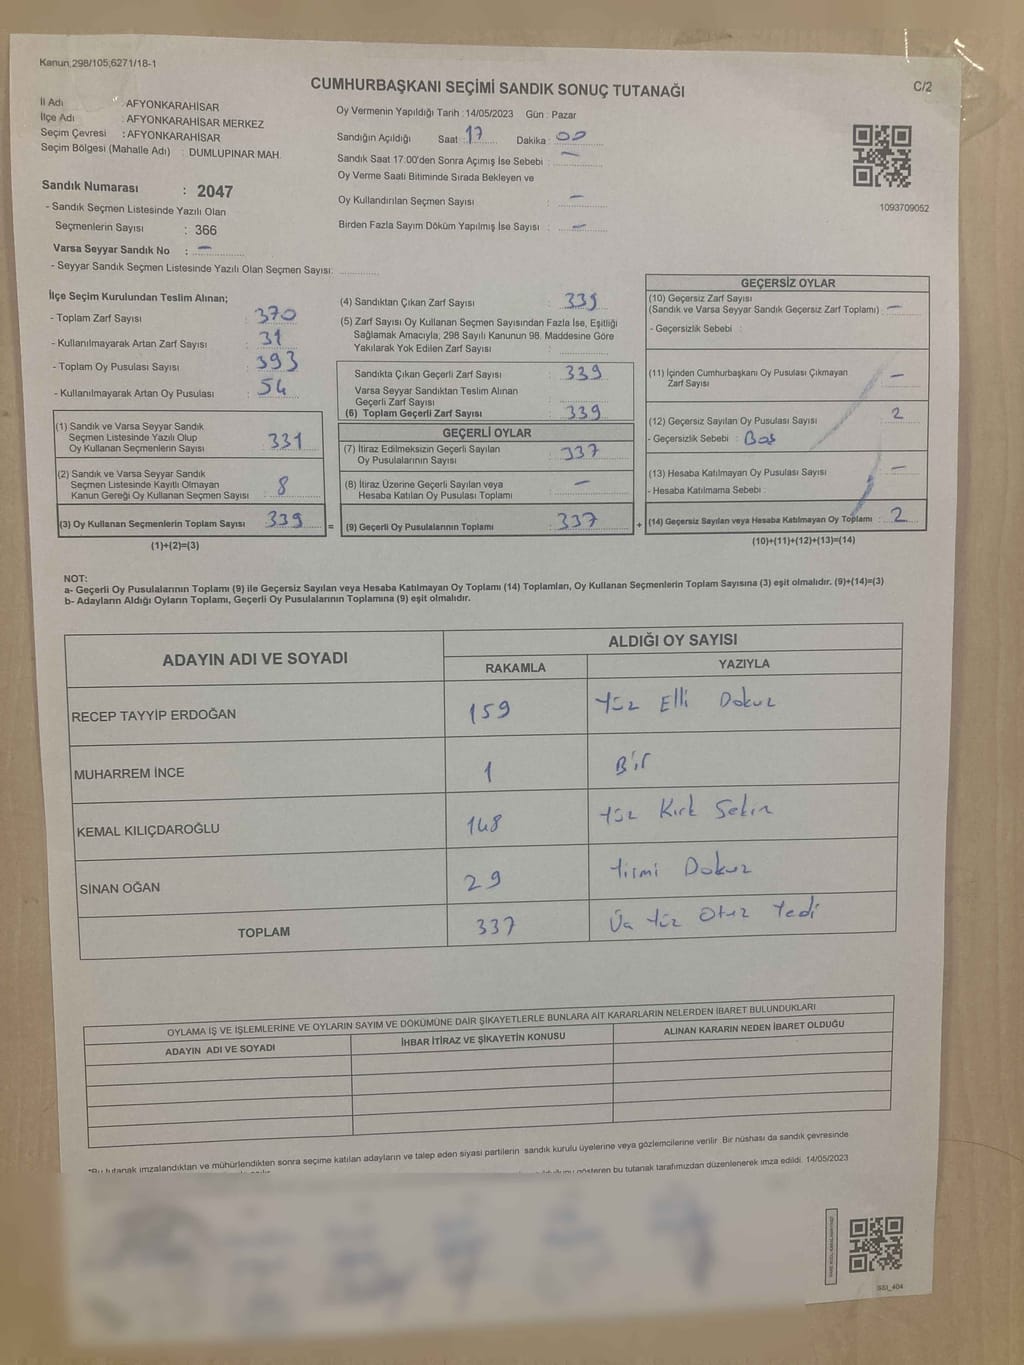 Kanun;298/105;6271/18-1
CUMHURBAŞKANI SEÇİMİ SANDIK SONUÇ TUTANAĞI
C/2
İl Adı : AFYONKARAHİSAR
İlçe Adı : AFYONKARAHİSAR MERKEZ
Seçim Çevresi : AFYONKARAHİSAR
Seçim Bölgesi (Mahalle Adı) : DUMLUPINAR MAH.
Oy Vermenin Yapıldığı Tarih : 14/05/2023 Gün : Pazar
Sandığın Açıldığı Saat : 17 Dakika : 00
Sandık Saat 17:00'den Sonra Açımış İse Sebebi : —
Oy Verme Saati Bitiminde Sırada Bekleyen ve
Oy Kullandırılan Seçmen Sayısı : —
Birden Fazla Sayım Döküm Yapılmış İse Sayısı : —
1093709052
Sandık Numarası : 2047
- Sandık Seçmen Listesinde Yazılı Olan
Seçmenlerin Sayısı : 366
Varsa Seyyar Sandık No : —
- Seyyar Sandık Seçmen Listesinde Yazılı Olan Seçmen Sayısı:
İlçe Seçim Kurulundan Teslim Alınan;
- Toplam Zarf Sayısı : 370
- Kullanılmayarak Artan Zarf Sayısı : 31
- Toplam Oy Pusulası Sayısı : 393
- Kullanılmayarak Artan Oy Pusulası : 54
(1) Sandık ve Varsa Seyyar Sandık
Seçmen Listesinde Yazılı Olup
Oy Kullanan Seçmenlerin Sayısı : 331
(2) Sandık ve Varsa Seyyar Sandık
Seçmen Listesinde Kayıtlı Olmayan
Kanun Gereği Oy Kullanan Seçmen Sayısı : 8
(3) Oy Kullanan Seçmenlerin Toplam Sayısı : 339
(1)+(2)=(3)
(4) Sandıktan Çıkan Zarf Sayısı : 339
(5) Zarf Sayısı Oy Kullanan Seçmen Sayısından Fazla İse, Eşitliği
Sağlamak Amacıyla, 298 Sayılı Kanunun 98. Maddesine Göre
Yakılarak Yok Edilen Zarf Sayısı :
Sandıkta Çıkan Geçerli Zarf Sayısı : 339
Varsa Seyyar Sandıktan Teslim Alınan
Geçerli Zarf Sayısı :
(6) Toplam Geçerli Zarf Sayısı : 339
GEÇERLİ OYLAR
(7) İtiraz Edilmeksizin Geçerli Sayılan
Oy Pusulalarının Sayısı : 337
(8) İtiraz Üzerine Geçerli Sayılan veya
Hesaba Katılan Oy Pusulası Toplamı : —
= (9) Geçerli Oy Pusulalarının Toplamı : 337 +
GEÇERSİZ OYLAR
(10) Geçersiz Zarf Sayısı
(Sandık ve Varsa Seyyar Sandık Geçersiz Zarf Toplamı) : —
- Geçersizlik Sebebi :
(11) İçinden Cumhurbaşkanı Oy Pusulası Çıkmayan
Zarf Sayısı : —
(12) Geçersiz Sayılan Oy Pusulası Sayısı : 2
- Geçersizlik Sebebi : Boş
(13) Hesaba Katılmayan Oy Pusulası Sayısı : —
- Hesaba Katılmama Sebebi :
(14) Geçersiz Sayılan veya Hesaba Katılmayan Oy Toplamı : 2
(10)+(11)+(12)+(13)=(14)
NOT:
a- Geçerli Oy Pusulalarının Toplamı (9) ile Geçersiz Sayılan veya Hesaba Katılmayan Oy Toplamı (14) Toplamları, Oy Kullanan Seçmenlerin Toplam Sayısına (3) eşit olmalıdır. (9)+(14)=(3)
b- Adayların Aldığı Oyların Toplamı, Geçerli Oy Pusulalarının Toplamına (9) eşit olmalıdır.
ADAYIN ADI VE SOYADI ALDIĞI OY SAYISI
RAKAMLA YAZIYLA
RECEP TAYYİP ERDOĞAN 159 Yüz Elli Dokuz
MUHARREM İNCE 1 Bir
KEMAL KILIÇDAROĞLU 148 Yüz Kırk Sekiz
SİNAN OĞAN 29 Yirmi Dokuz
TOPLAM 337 Üç Yüz Otuz Yedi
OYLAMA İŞ VE İŞLEMLERİNE VE OYLARIN SAYIM VE DÖKÜMÜNE DAİR ŞİKAYETLERLE BUNLARA AİT KARARLARIN NELERDEN İBARET BULUNDUKLARI
ADAYIN ADI VE SOYADI İHBAR İTİRAZ VE ŞİKAYETİN KONUSU ALINAN KARARIN NEDEN İBARET OLDUĞU
*Bu tutanak imzalandıktan ve mühürlendikten sonra seçime katılan adayların ve talep eden siyasi partilerin sandık kurulu üyelerine veya gözlemcilerine verilir. Bir nüshası da sandık çevresinde
gösteren bu tutanak tarafımızdan düzenlenerek imza edildi. 14/05/2023
SSI_404